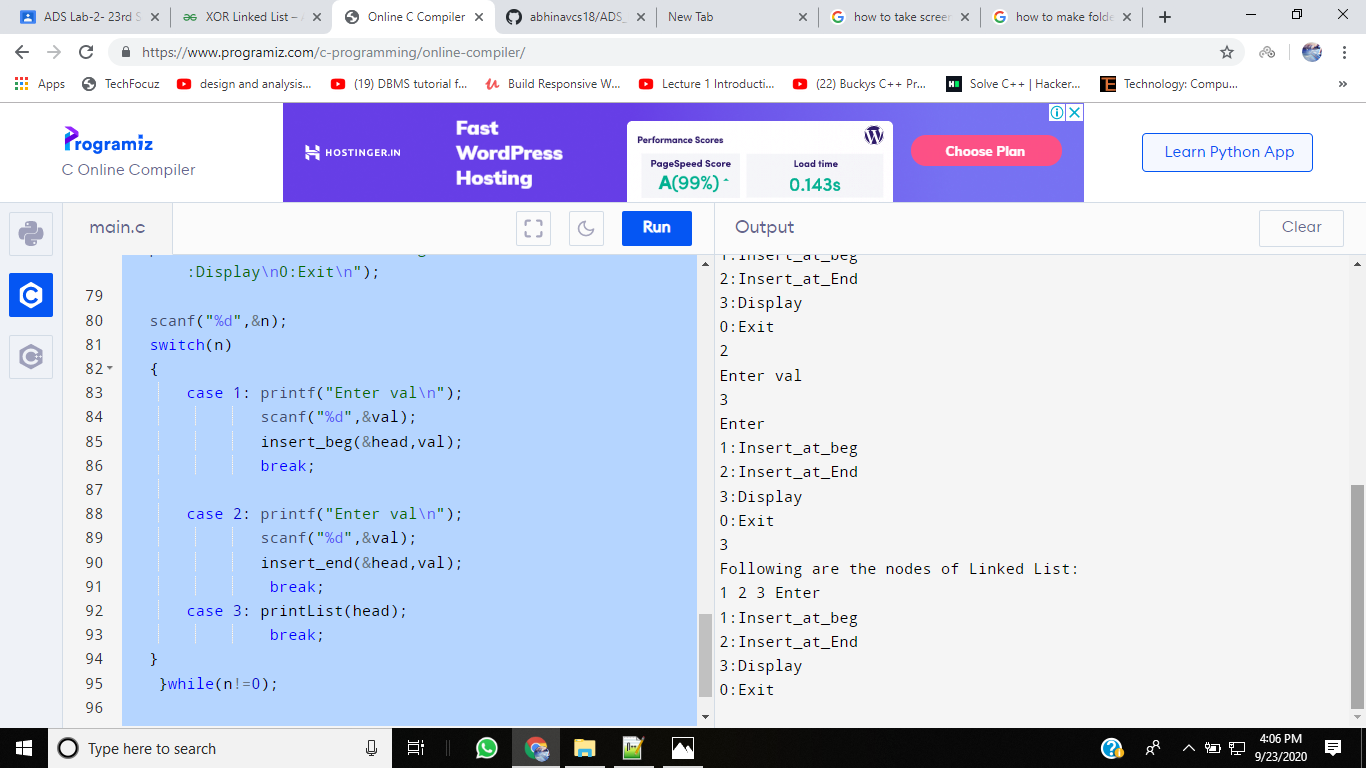 ADS Lab-2- 23rd S
XOR Linked List –
Online C Compiler
abhinavcs18/ADS_
New Tab
how to take scree
how to make folde
https://www.programiz.com/c-programming/online-compiler/
Apps
TechFocuz
design and analysis...
(19) DBMS tutorial f...
Build Responsive W...
Lecture 1 Introducti...
(22) Buckys C++ Pr...
Solve C++ | Hacker...
Technology: Compu...
»
Programiz
C Online Compiler
HOSTINGER.IN
Fast
WordPress
Hosting
Performance Scores
PageSpeed Score
A(99%)
Load time
0.143s
Choose Plan
Learn Python App
main.c
Run
Output
Clear
:Display\n0:Exit\n");
79
80 scanf("%d",&n);
81 switch(n)
82 {
83 case 1: printf("Enter val\n");
84 scanf("%d",&val);
85 insert_beg(&head,val);
86 break;
87
88 case 2: printf("Enter val\n");
89 scanf("%d",&val);
90 insert_end(&head,val);
91 break;
92 case 3: printList(head);
93 break;
94 }
95 }while(n!=0);
96
1:Insert_at_beg
2:Insert_at_End
3:Display
0:Exit
2
Enter val
3
Enter
1:Insert_at_beg
2:Insert_at_End
3:Display
0:Exit
3
Following are the nodes of Linked List:
1 2 3 Enter
1:Insert_at_beg
2:Insert_at_End
3:Display
0:Exit
Type here to search
4:06 PM
9/23/2020